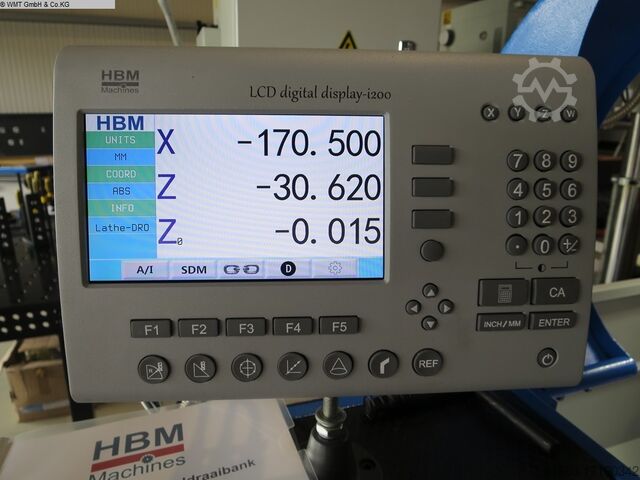 © WMT GmbH & Co.KG
HBM
Machines
LCD digital display-i200
X Y Z W
HBM
UNITS
MM
COORD
ABS
INFO
Lathe-DRO
X -170.500
Z -30.620
Z0 -0.015
A/I SDM D
7 8 9
4 5 6
1 2 3
. 0 +/-
CA
INCH/MM ENTER
F1 F2 F3 F4 F5
REF
HBM
Machines